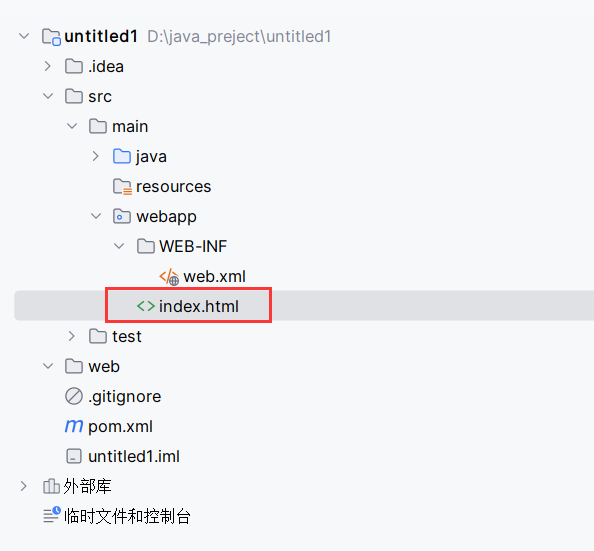 untitled1 D:\java_preject\untitled1
.idea
src
main
java
resources
webapp
WEB-INF
web.xml
index.html
test
web
.gitignore
pom.xml
untitled1.iml
外部库
临时文件和控制台